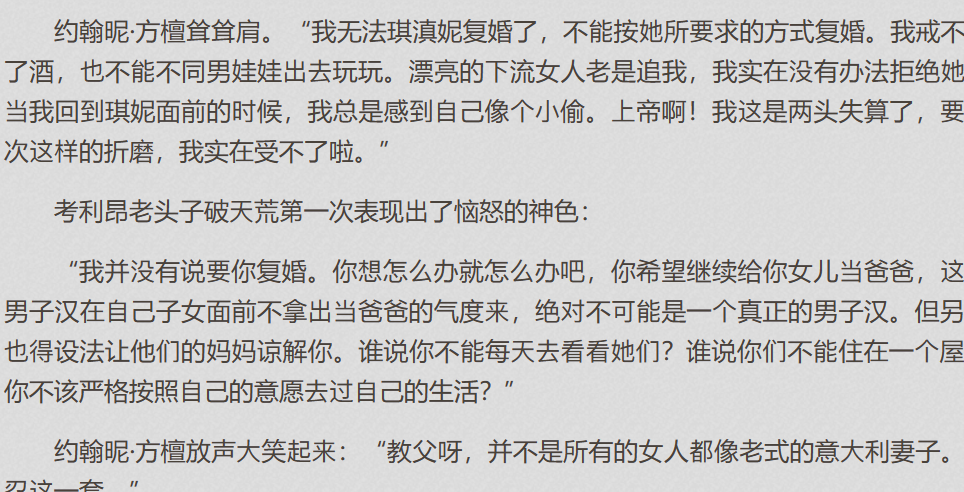 约翰昵·方檀耸耸肩。“我无法琪滇妮复婚了，不能按她所要求的方式复婚。我戒不
了酒，也不能不同男娃娃出去玩玩。漂亮的下流女人老是追我，我实在没有办法拒绝她
当我回到琪妮面前的时候，我总是感到自己像个小偷。上帝啊！我这是两头失算了，要
次这样的折磨，我实在受不了啦。”
考利昂老头子破天荒第一次表现出了恼怒的神色：
“我并没有说要你复婚。你想怎么办就怎么办吧，你希望继续给你女儿当爸爸，这
男子汉在自己子女面前不拿出当爸爸的气度来，绝对不可能是一个真正的男子汉。但另
也得设法让他们的妈妈谅解你。谁说你不能每天去看看她们？谁说你们不能住在一个屋
你不该严格按照自己的意愿去过自己的生活？”
约翰昵·方檀放声大笑起来：“教父呀，并不是所有的女人都像老式的意大利妻子。
忍这一套。”